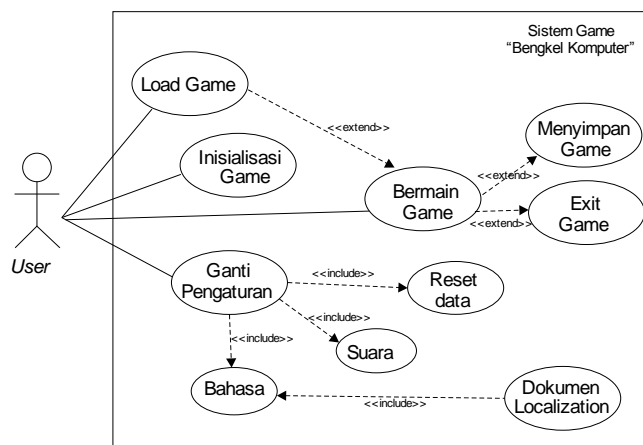 Sistem Game
“Bengkel Komputer”
Load Game
<<extend>>
Menyimpan
Game
Inisialisasi
Game
<<extend>>
Bermain
Game
Exit
Game
<<extend>>
User
Ganti
Pengaturan
<<include>>
Reset
data
<<include>>
<<include>>
Suara
Bahasa
<<include>>
Dokumen
Localization